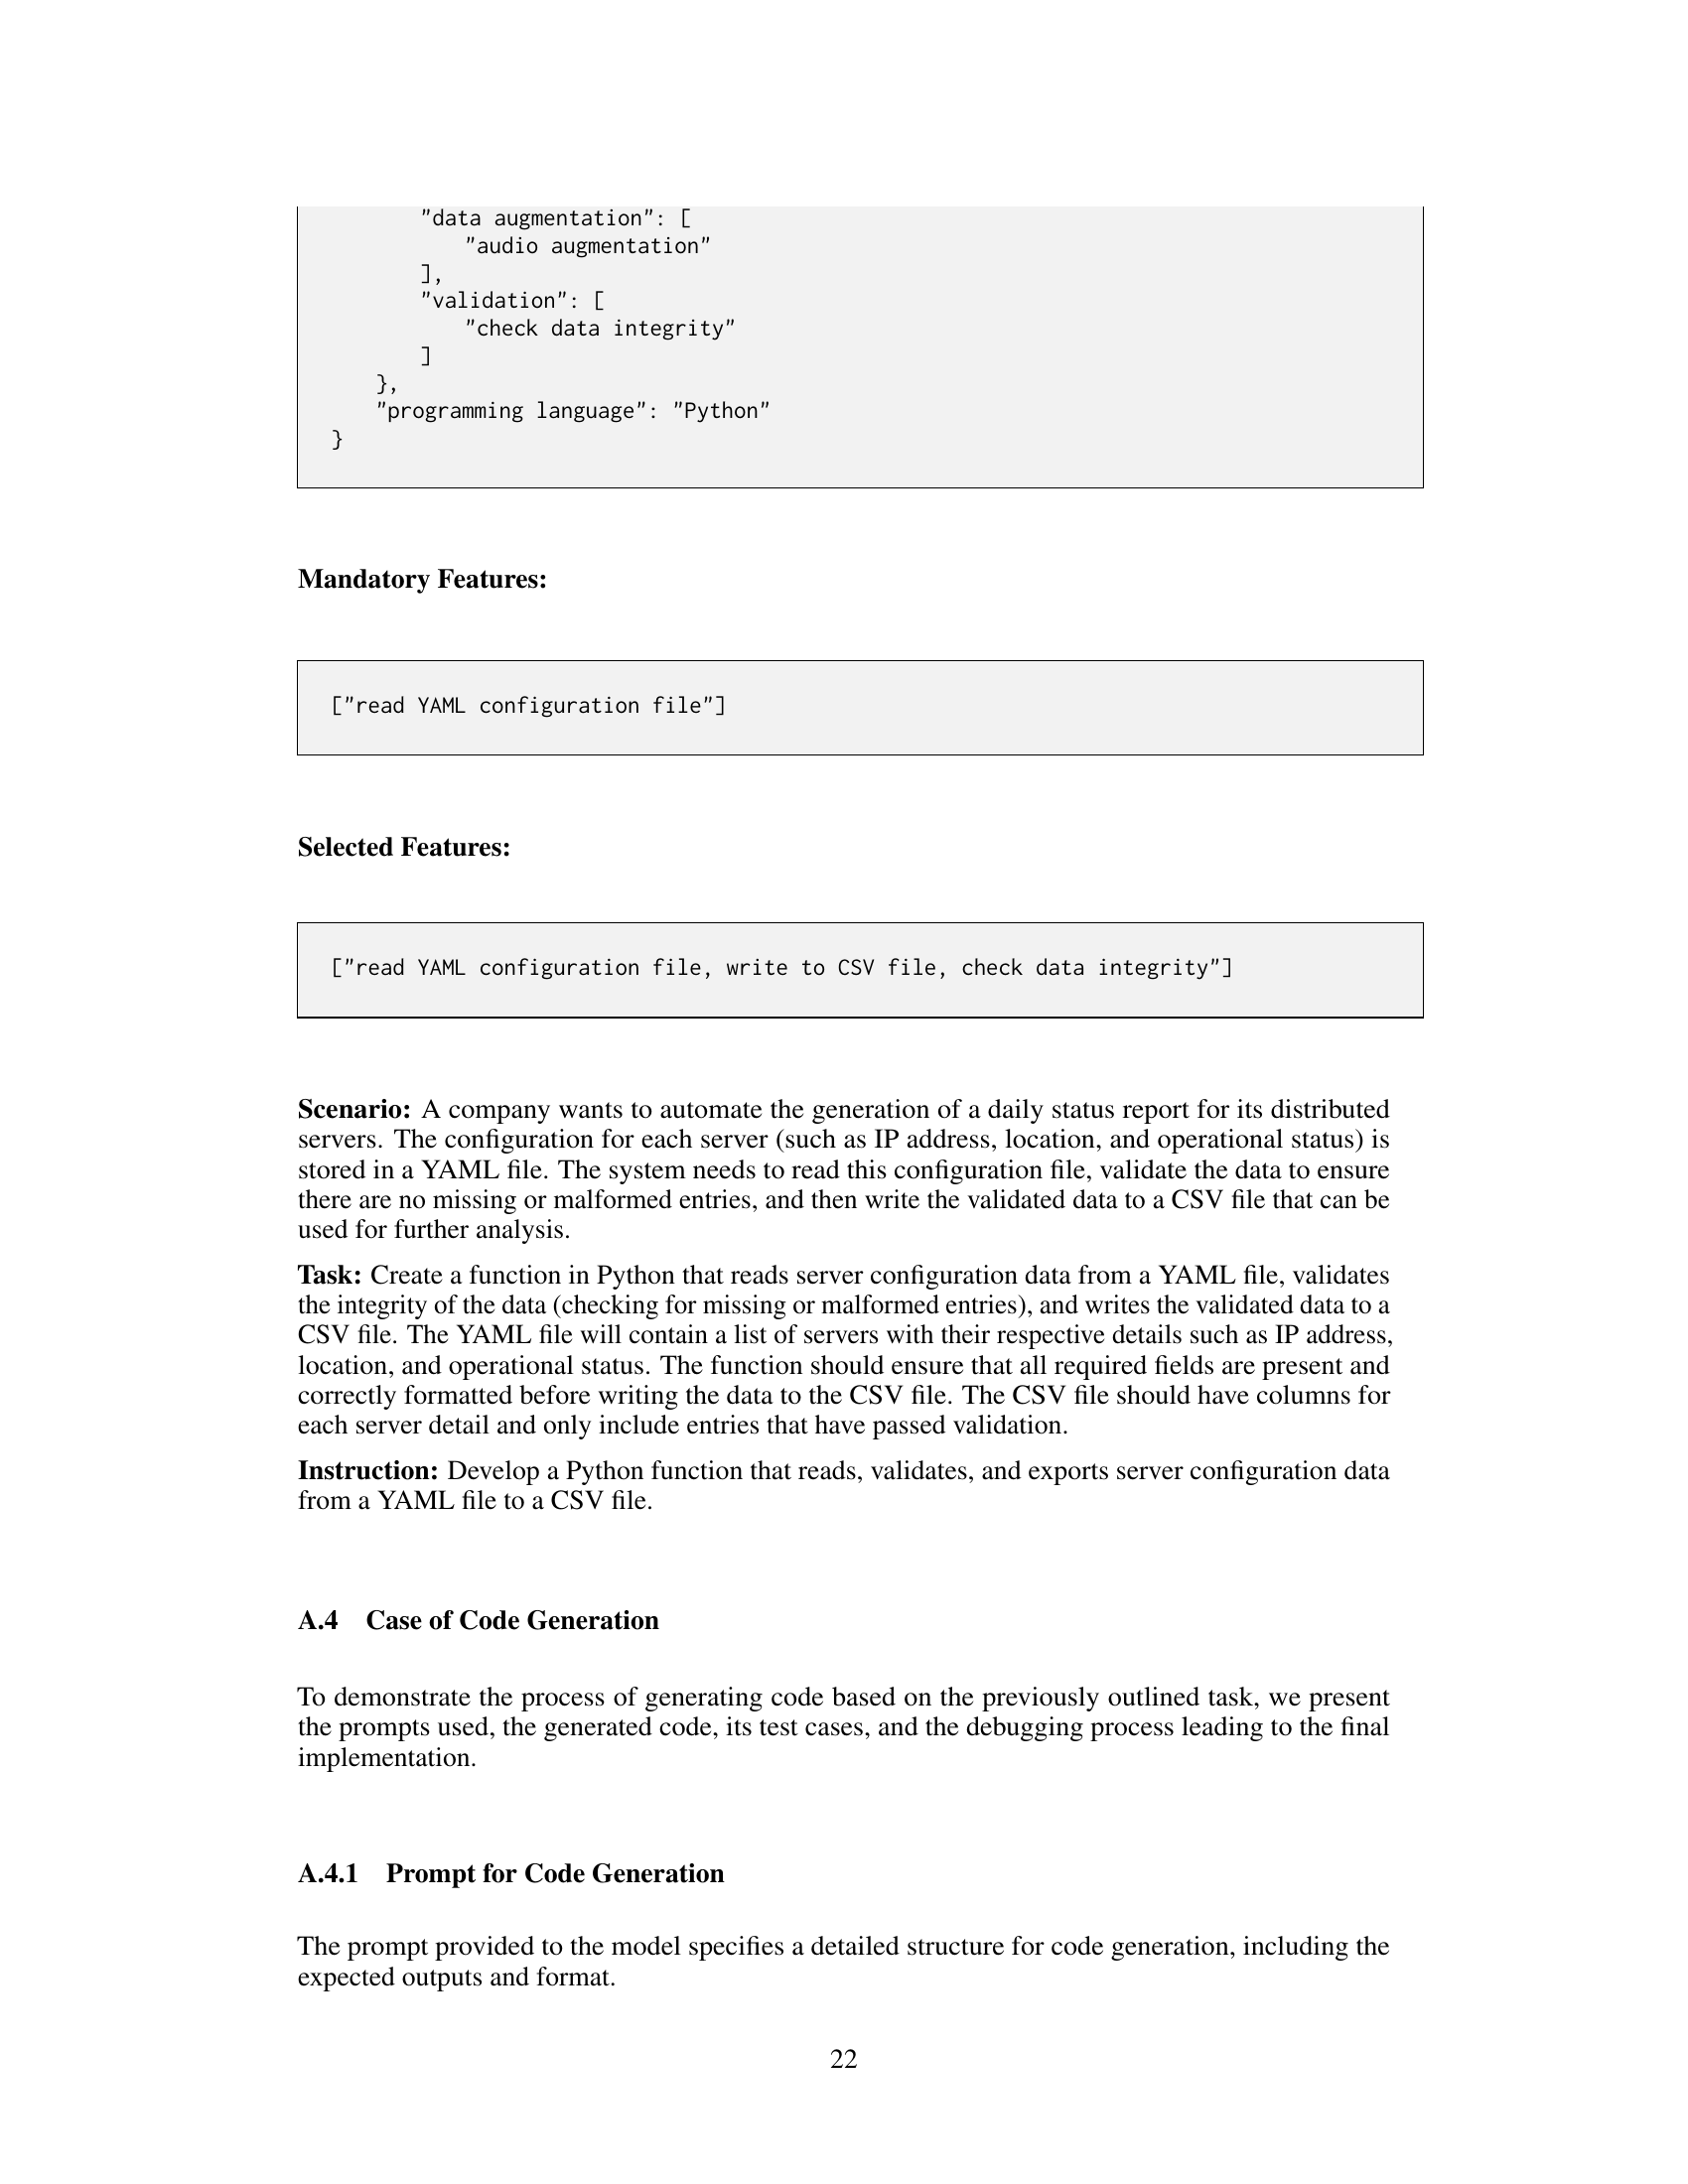 "data augmentation": [
"audio augmentation"
],
"validation": [
"check data integrity"
]
},
"programming language": "Python"
}
Mandatory Features:
["read YAML configuration file"]
Selected Features:
["read YAML configuration file, write to CSV file, check data integrity"]
Scenario: A company wants to automate the generation of a daily status report for its distributed
servers. The configuration for each server (such as IP address, location, and operational status) is
stored in a YAML file. The system needs to read this configuration file, validate the data to ensure
there are no missing or malformed entries, and then write the validated data to a CSV file that can be
used for further analysis.
Task: Create a function in Python that reads server configuration data from a YAML file, validates
the integrity of the data (checking for missing or malformed entries), and writes the validated data to a
CSV file. The YAML file will contain a list of servers with their respective details such as IP address,
location, and operational status. The function should ensure that all required fields are present and
correctly formatted before writing the data to the CSV file. The CSV file should have columns for
each server detail and only include entries that have passed validation.
Instruction: Develop a Python function that reads, validates, and exports server configuration data
from a YAML file to a CSV file.
A.4 Case of Code Generation
To demonstrate the process of generating code based on the previously outlined task, we present
the prompts used, the generated code, its test cases, and the debugging process leading to the final
implementation.
A.4.1 Prompt for Code Generation
The prompt provided to the model specifies a detailed structure for code generation, including the
expected outputs and format.
22